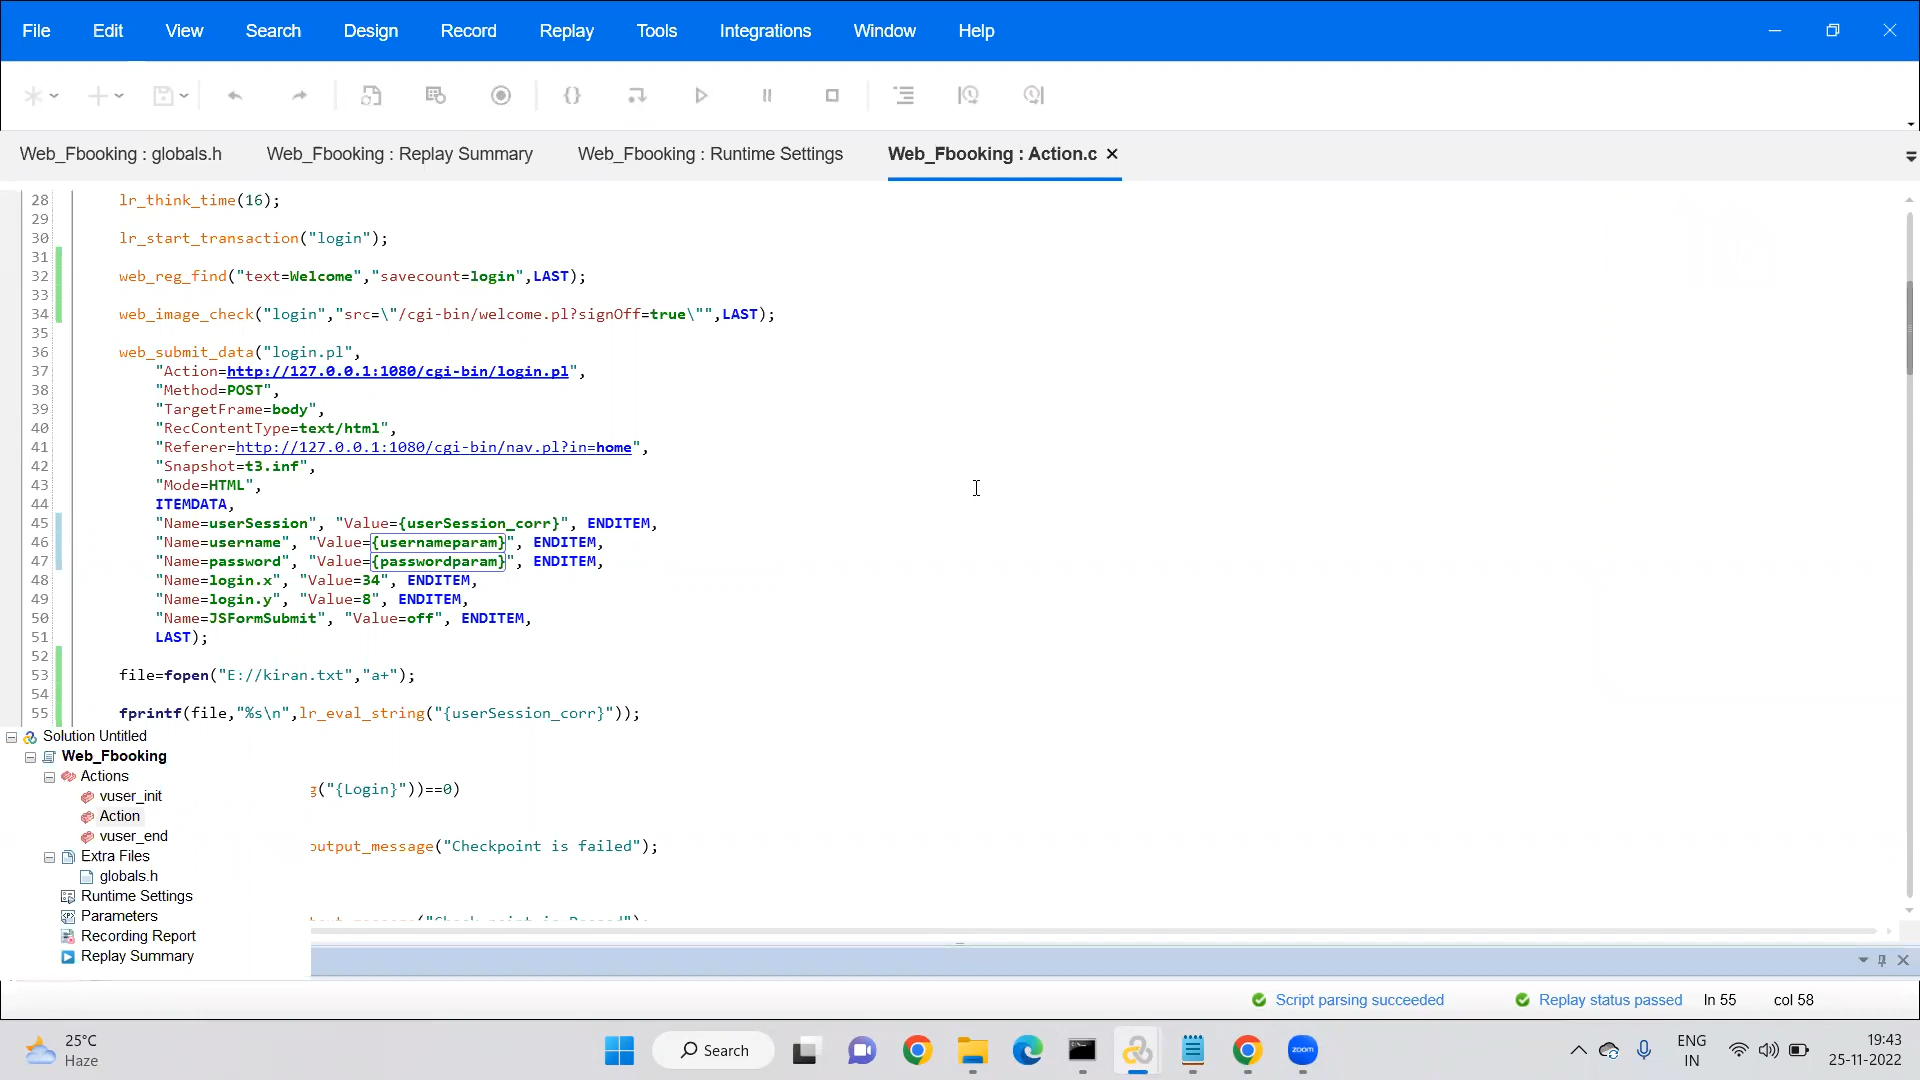 File Edit View Search Design Record Replay Tools Integrations Window Help
Web_Fbooking : globals.h Web_Fbooking : Replay Summary Web_Fbooking : Runtime Settings Web_Fbooking : Action.c
28 lr_think_time(16);
29
30 lr_start_transaction("login");
31
32 web_reg_find("text=Welcome","savecount=login",LAST);
33
34 web_image_check("login","src=\"/cgi-bin/welcome.pl?signOff=true\"",LAST);
35
36 web_submit_data("login.pl",
37 "Action=http://127.0.0.1:1080/cgi-bin/login.pl",
38 "Method=POST",
39 "TargetFrame=body",
40 "RecContentType=text/html",
41 "Referer=http://127.0.0.1:1080/cgi-bin/nav.pl?in=home",
42 "Snapshot=t3.inf",
43 "Mode=HTML",
44 ITEMDATA,
45 "Name=userSession", "Value={userSession_corr}", ENDITEM,
46 "Name=username", "Value={usernameparam}", ENDITEM,
47 "Name=password", "Value={passwordparam}", ENDITEM,
48 "Name=login.x", "Value=34", ENDITEM,
49 "Name=login.y", "Value=8", ENDITEM,
50 "Name=JSFormSubmit", "Value=off", ENDITEM,
51 LAST);
52
53 file=fopen("E://kiran.txt","a+");
54
55 fprintf(file,"%s\n",lr_eval_string("{userSession_corr}"));
Solution Untitled
Web_Fbooking
Actions
vuser_init
g("{Login}"))==0)
Action
vuser_end
output_message("Checkpoint is failed");
Extra Files
globals.h
Runtime Settings
Parameters
Recording Report
Replay Summary
Script parsing succeeded Replay status passed ln 55 col 58
25°C
Haze
Search
zoom
ENG
IN
19:43
25-11-2022